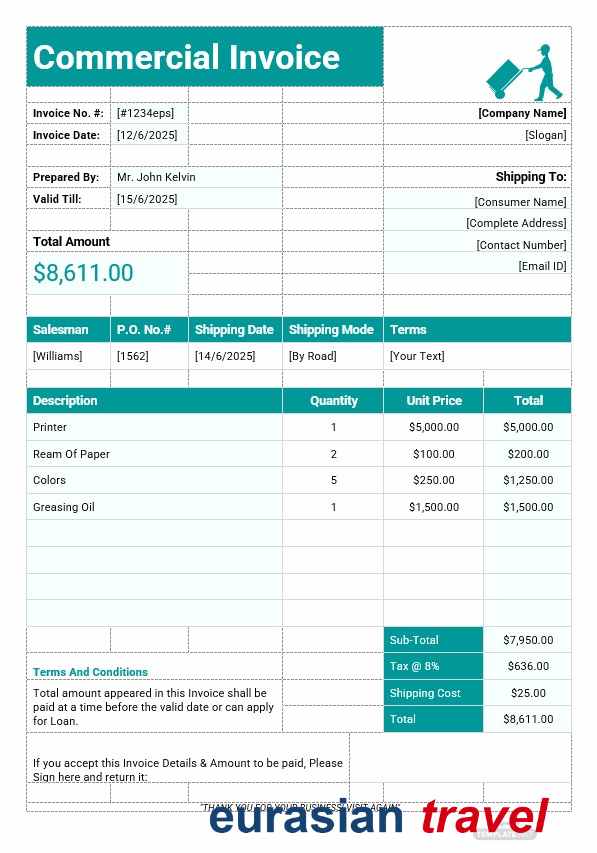 Commercial Invoice
Invoice No. #: [#1234eps] [Company Name]
Invoice Date: [12/6/2025] [Slogan]
Prepared By: Mr. John Kelvin Shipping To:
Valid Till: [15/6/2025] [Consumer Name]
[Complete Address]
Total Amount [Contact Number]
$8,611.00 [Email ID]
Salesman P.O. No.# Shipping Date Shipping Mode Terms
[Williams] [1562] [14/6/2025] [By Road] [Your Text]
Description Quantity Unit Price Total
Printer 1 $5,000.00 $5,000.00
Ream Of Paper 2 $100.00 $200.00
Colors 5 $250.00 $1,250.00
Greasing Oil 1 $1,500.00 $1,500.00
Sub-Total $7,950.00
Terms And Conditions Tax @ 8% $636.00
Total amount appeared in this Invoice shall be Shipping Cost $25.00
paid at a time before the valid date or can apply
for Loan. Total $8,611.00
If you accept this Invoice Details & Amount to be paid, Please
Sign here and return it:
"THANK YOU FOR YOUR BUSINESS, VISIT AGAIN"
eurasian travel